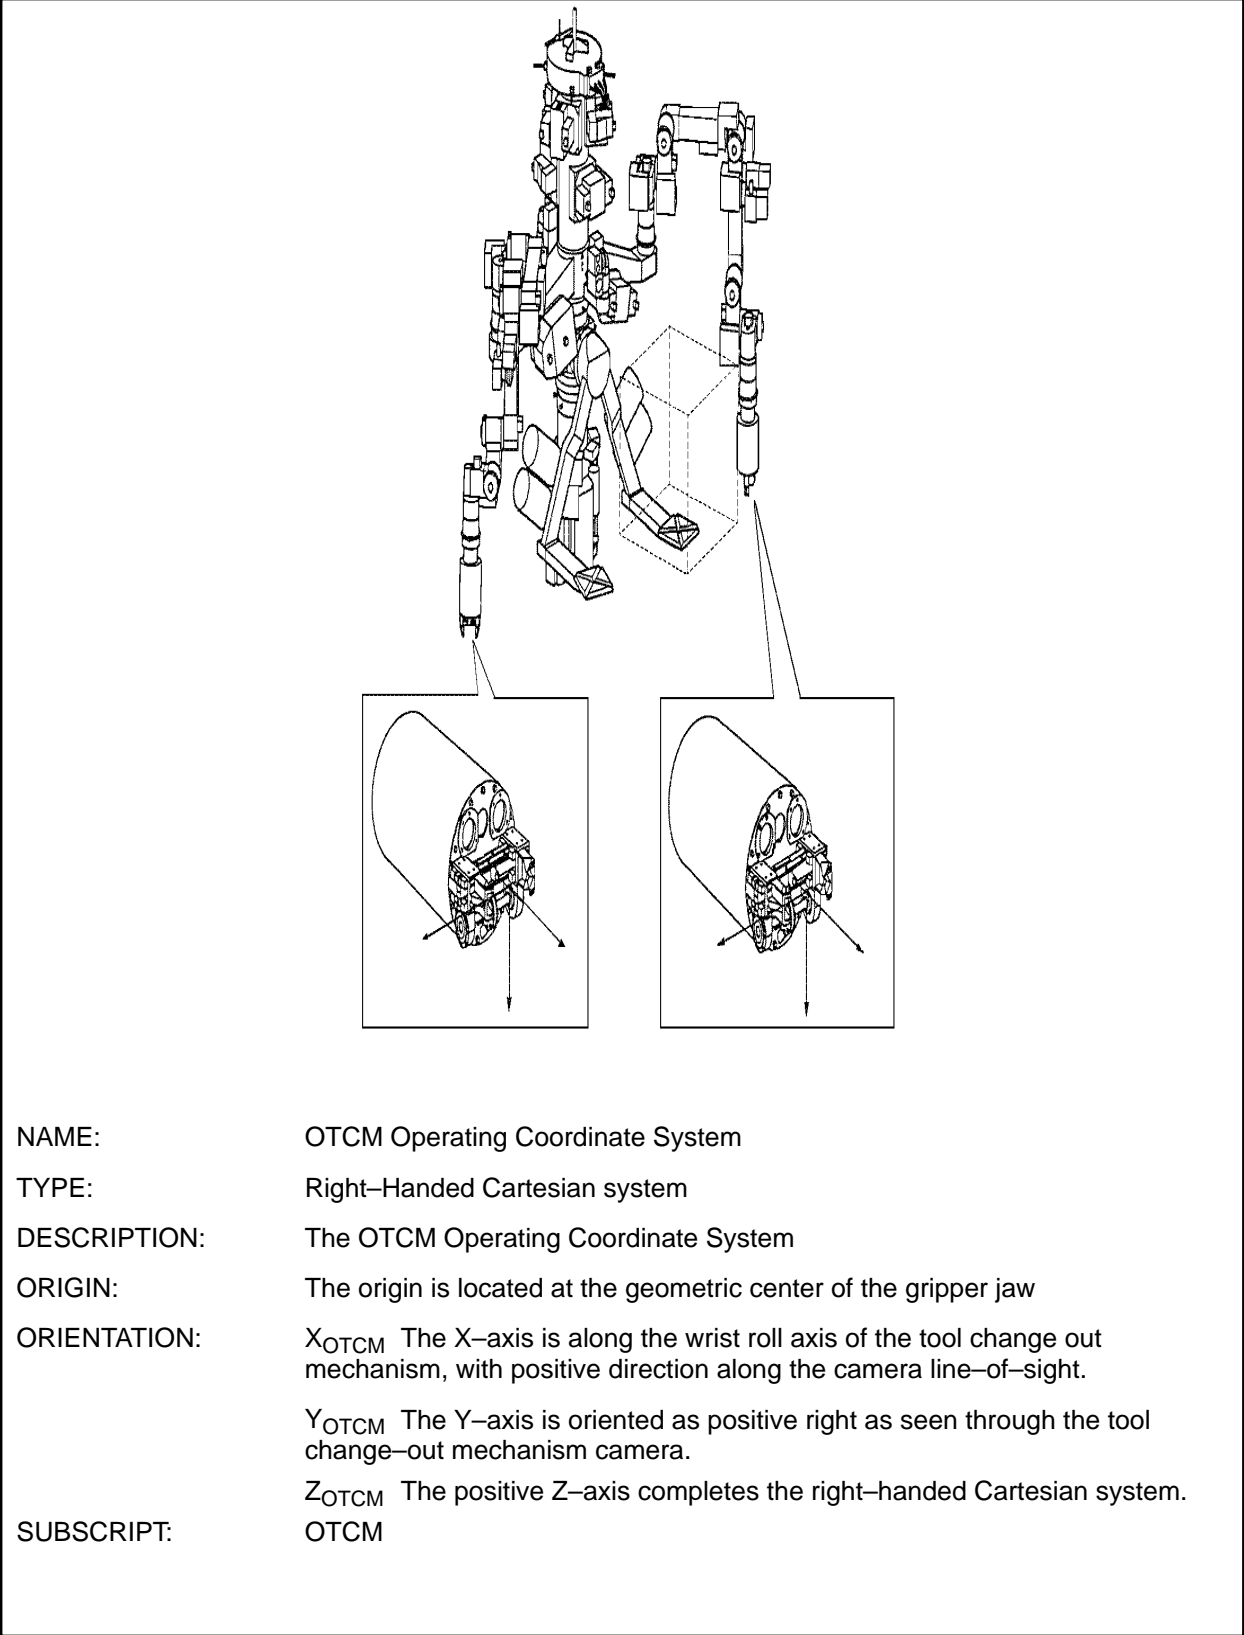 NAME: OTCM Operating Coordinate System
TYPE: Right–Handed Cartesian system
DESCRIPTION: The OTCM Operating Coordinate System
ORIGIN: The origin is located at the geometric center of the gripper jaw
ORIENTATION: XOTCM The X–axis is along the wrist roll axis of the tool change out
mechanism, with positive direction along the camera line–of–sight.
YOTCM The Y–axis is oriented as positive right as seen through the tool
change–out mechanism camera.
ZOTCM The positive Z–axis completes the right–handed Cartesian system.
SUBSCRIPT: OTCM